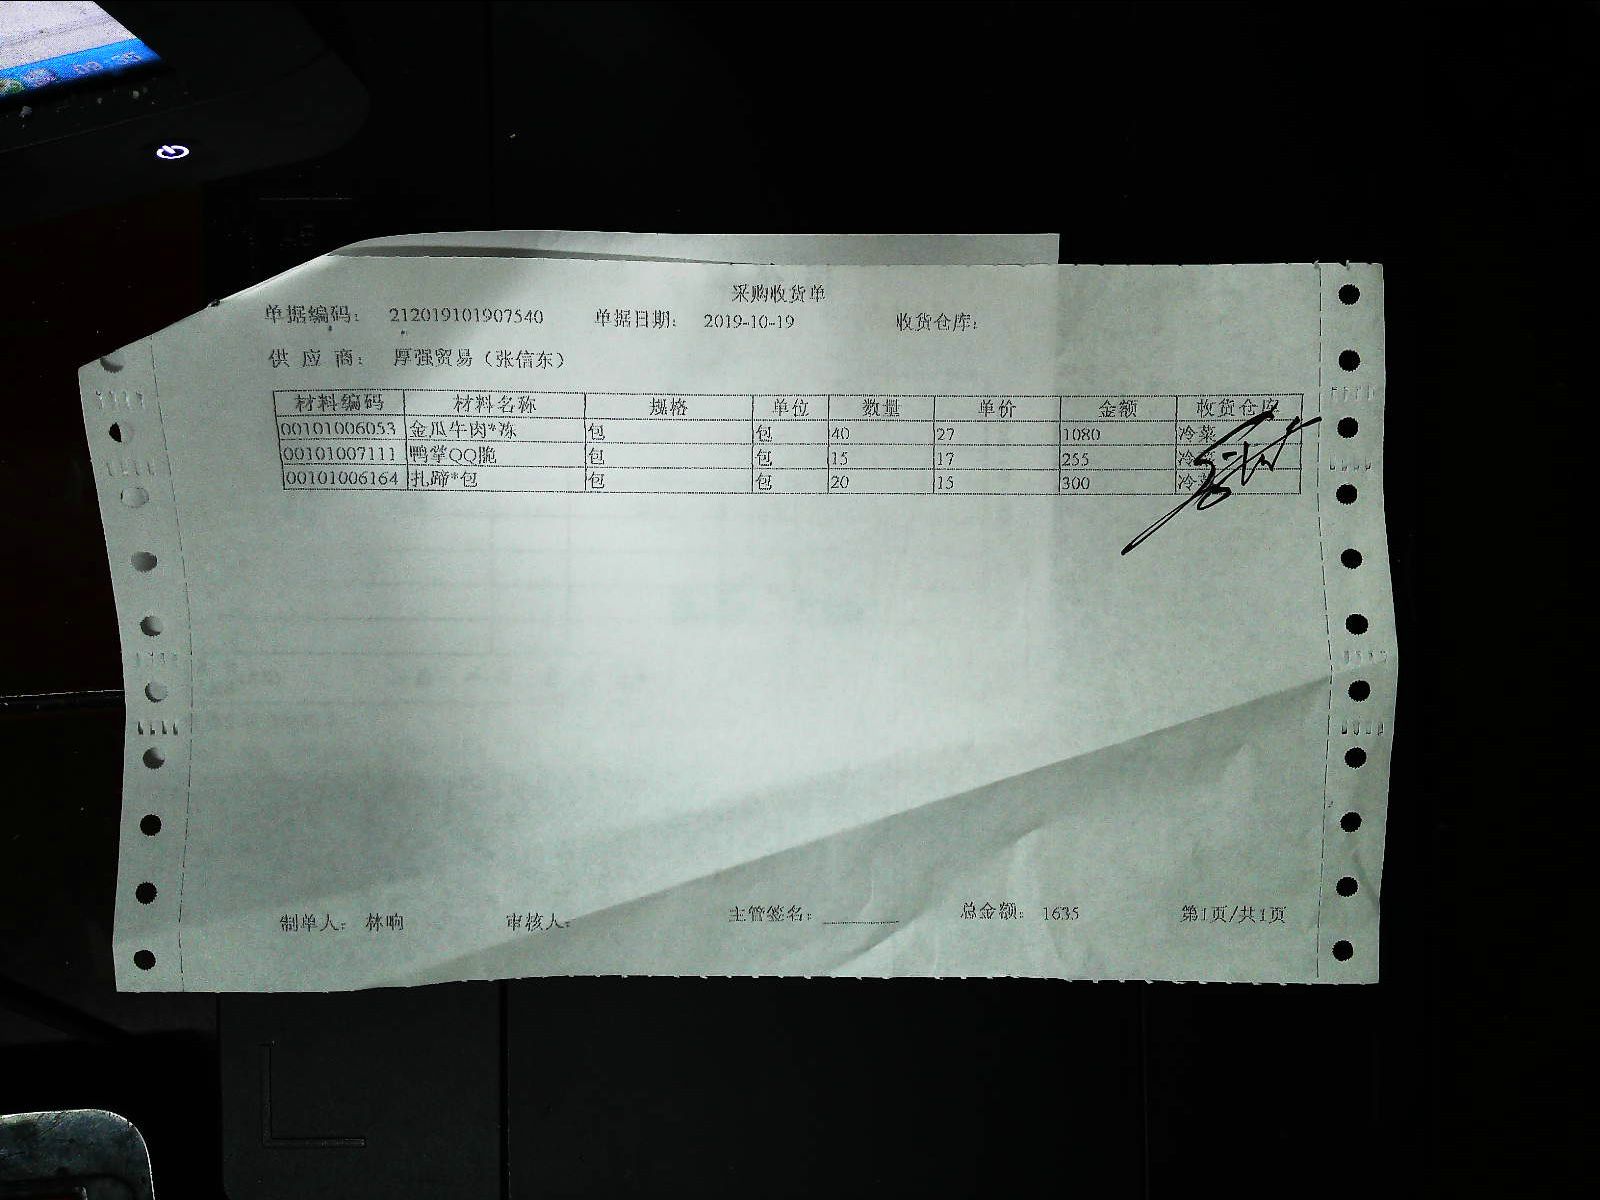 采购收货单
单据编码： 212019101907540 单据日期： 2019-10-19 收货仓库：
供 应 商： 厚强贸易（张信东）
材料编码 材料名称 规格 单位 数量 单价 金额 收货仓库
00101006053 金瓜牛肉*冻 包 包 40 27 1080 冷菜
00101007111 鸭掌QQ脆 包 包 15 17 255 冷
00101006164 扎蹄*包 包 包 20 15 300 冷菜
制单人： 林响 审核人： 主管签名： 总金额： 1635 第1页/共1页